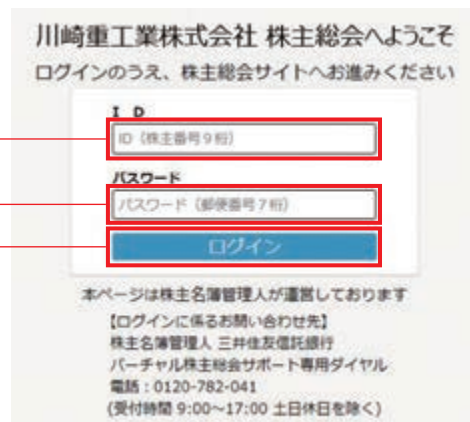 川崎重工業株式会社 株主総会へようこそ
ログインのうえ、株主総会サイトへお進みください
I D
ID（株主番号9桁）
パスワード
パスワード（郵便番号7桁）
ログイン
本ページは株主名簿管理人が運営しております
【ログインに係るお問い合わせ先】
株主名簿管理人 三井住友信託銀行
バーチャル株主総会サポート専用ダイヤル
電話：0120-782-041
(受付時間 9:00～17:00 土日休日を除く)